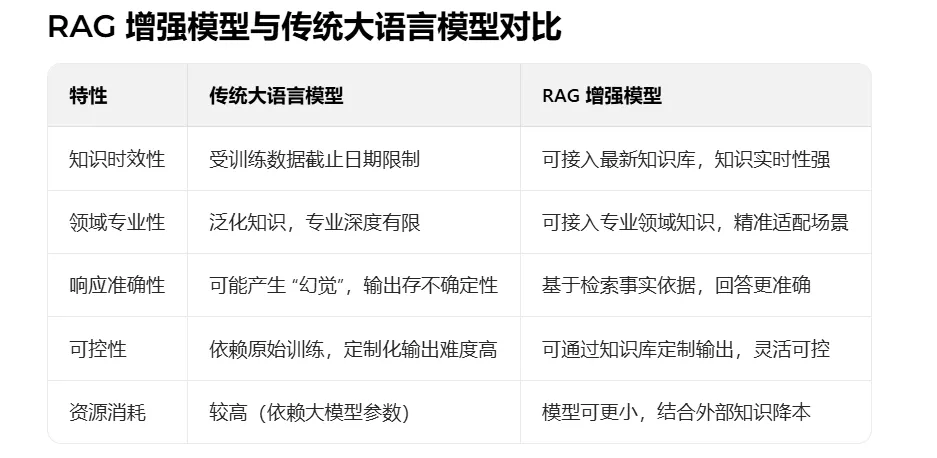 RAG 增强模型与传统大语言模型对比
特性 传统大语言模型 RAG 增强模型
知识时效性 受训练数据截止日期限制 可接入最新知识库，知识实时性强
领域专业性 泛化知识，专业深度有限 可接入专业领域知识，精准适配场景
响应准确性 可能产生 “幻觉”，输出存不确定性 基于检索事实依据，回答更准确
可控性 依赖原始训练，定制化输出难度高 可通过知识库定制输出，灵活可控
资源消耗 较高（依赖大模型参数） 模型可更小，结合外部知识降本